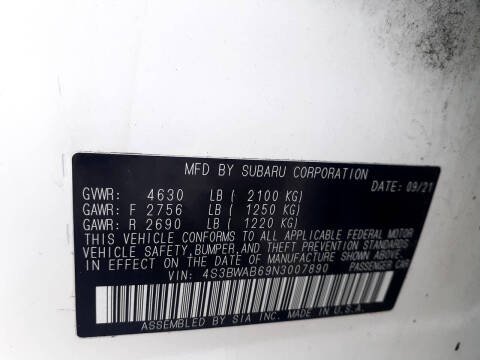 MFD BY SUBARU CORPORATION
DATE: 09/21
GVWR: 4630 LB ( 2100 KG)
GAWR: F 2756 LB ( 1250 KG)
GAWR: R 2690 LB ( 1220 KG)
THIS VEHICLE CONFORMS TO ALL APPLICABLE FEDERAL MOTOR
VEHICLE SAFETY, BUMPER, AND THEFT PREVENTION STANDARDS
IN EFFECT ON THE DATE OF MANUFACTURE SHOWN ABOVE.
VIN: 4S3BWAB69N3007890 PASSENGER CAR
ASSEMBLED BY SIA INC. MADE IN U.S.A.